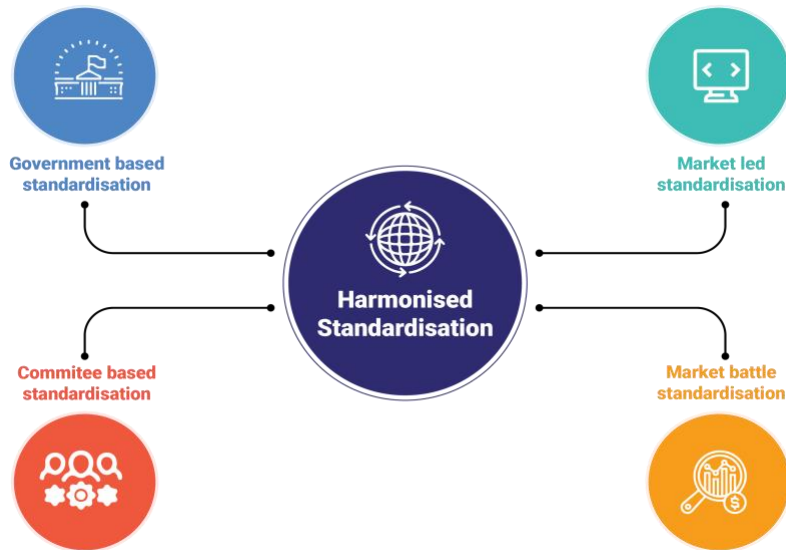 Government based
standardisation
Market led
standardisation
Harmonised
Standardisation
Commitee based
standardisation
Market battle
standardisation
$